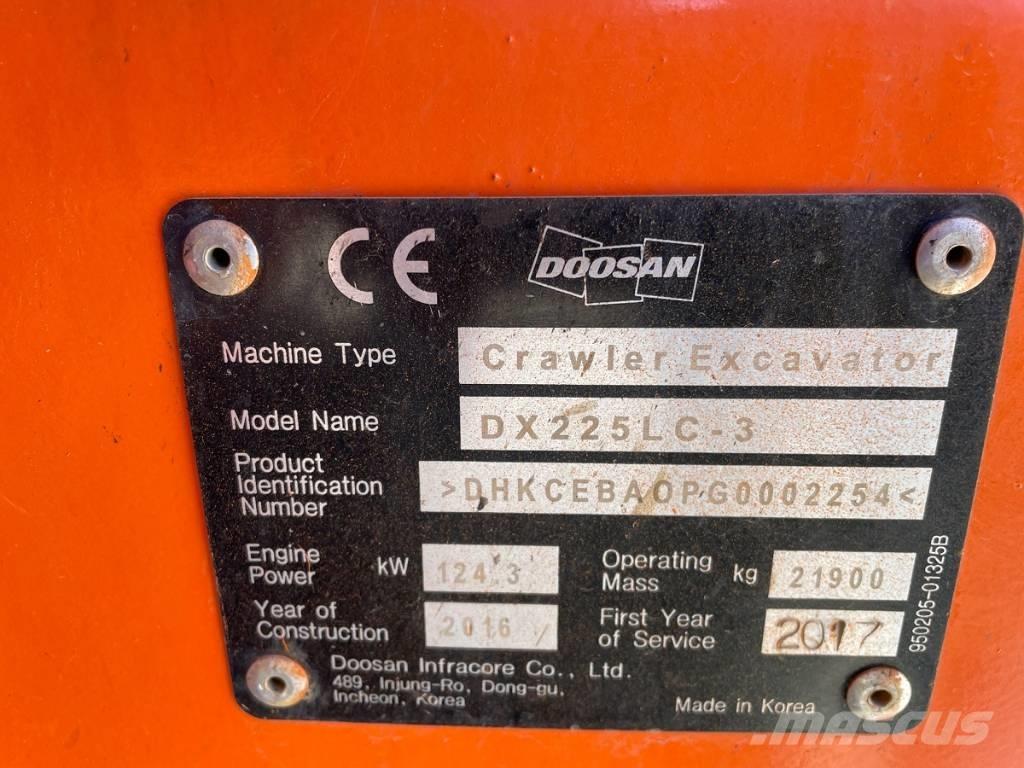 CE DOOSAN
Machine Type Crawler Excavator
Model Name DX225LC-3
Product
Identification >DHKCEBAOPG0002254<
Number
Engine
Power kW 124.3 Operating
Mass kg 21900
Year of
Construction 2016 First Year
of Service 2017
Doosan Infracore Co., Ltd.
489, Injung-Ro, Dong-gu,
Incheon, Korea
Made in Korea
950205-01325B
MASCUS